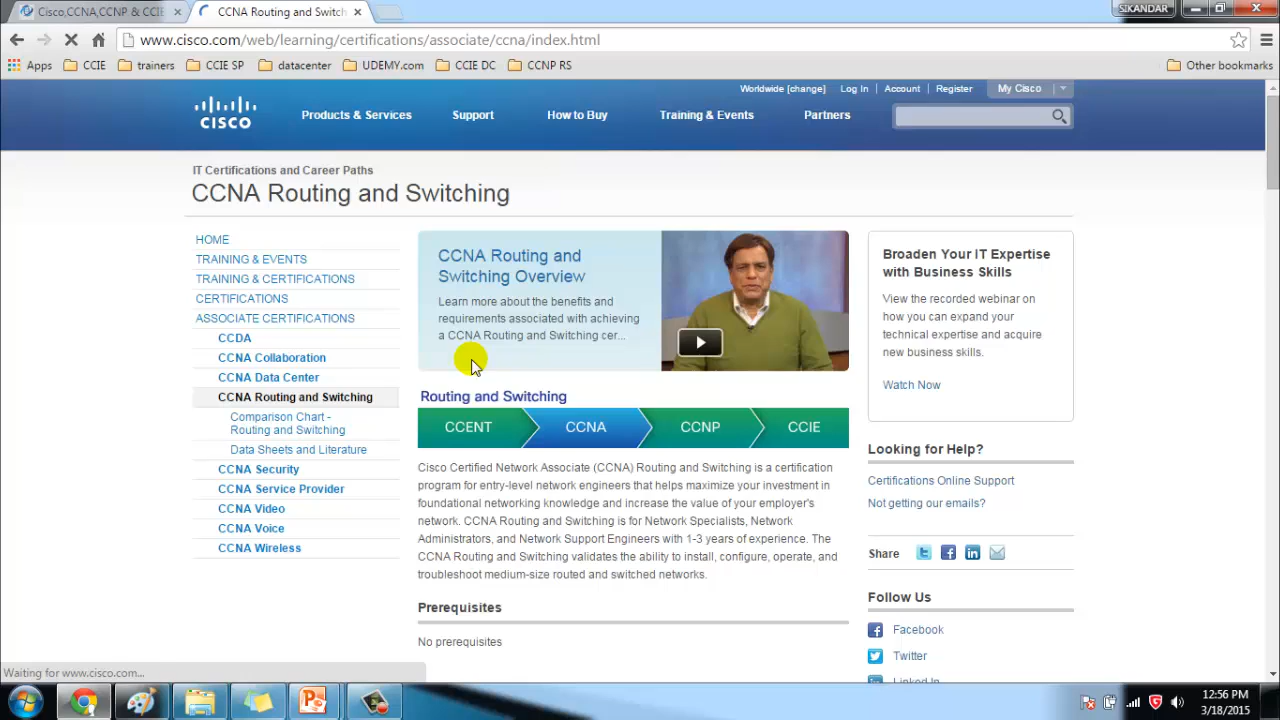 Cisco,CCNA,CCNP & CCIE
CCNA Routing and Switch
SIKANDAR
www.cisco.com/web/learning/certifications/associate/ccna/index.html
Apps CCIE trainers CCIE SP datacenter UDEMY.com CCIE DC CCNP RS Other bookmarks
Worldwide [change] Log In Account Register My Cisco
CISCO
Products & Services Support How to Buy Training & Events Partners
IT Certifications and Career Paths
CCNA Routing and Switching
HOME
TRAINING & EVENTS
TRAINING & CERTIFICATIONS
CERTIFICATIONS
ASSOCIATE CERTIFICATIONS
CCDA
CCNA Collaboration
CCNA Data Center
CCNA Routing and Switching
Comparison Chart -
Routing and Switching
Data Sheets and Literature
CCNA Security
CCNA Service Provider
CCNA Video
CCNA Voice
CCNA Wireless
CCNA Routing and
Switching Overview
Learn more about the benefits and
requirements associated with achieving
a CCNA Routing and Switching cer...
Routing and Switching
CCENT CCNA CCNP CCIE
Cisco Certified Network Associate (CCNA) Routing and Switching is a certification
program for entry-level network engineers that helps maximize your investment in
foundational networking knowledge and increase the value of your employer's
network. CCNA Routing and Switching is for Network Specialists, Network
Administrators, and Network Support Engineers with 1-3 years of experience. The
CCNA Routing and Switching validates the ability to install, configure, operate, and
troubleshoot medium-size routed and switched networks.
Prerequisites
No prerequisites
Broaden Your IT Expertise
with Business Skills
View the recorded webinar on
how you can expand your
technical expertise and acquire
new business skills.
Watch Now
Looking for Help?
Certifications Online Support
Not getting our emails?
Share
Follow Us
Facebook
Twitter
Linked In
Waiting for www.cisco.com...
12:56 PM
3/18/2015